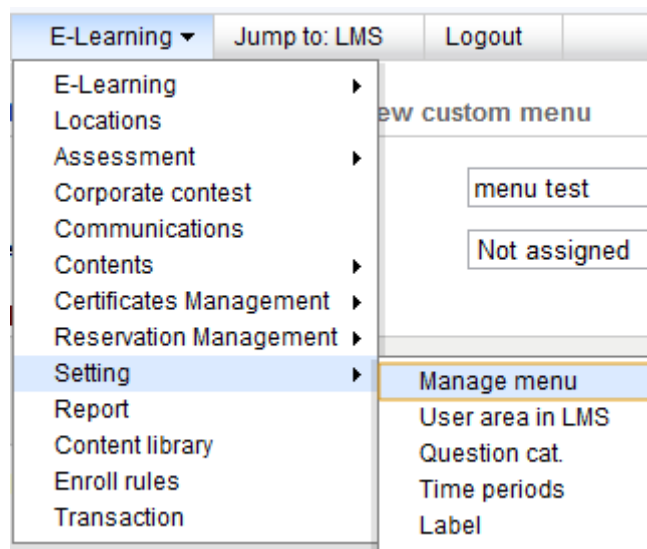 E-Learning Jump to: LMS Logout
E-Learning
Locations
ew custom menu
Assessment
Corporate contest
menu test
Communications
Contents
Not assigned
Certificates Management
Reservation Management
Setting
Manage menu
Report
User area in LMS
Content library
Question cat.
Enroll rules
Time periods
Transaction
Label